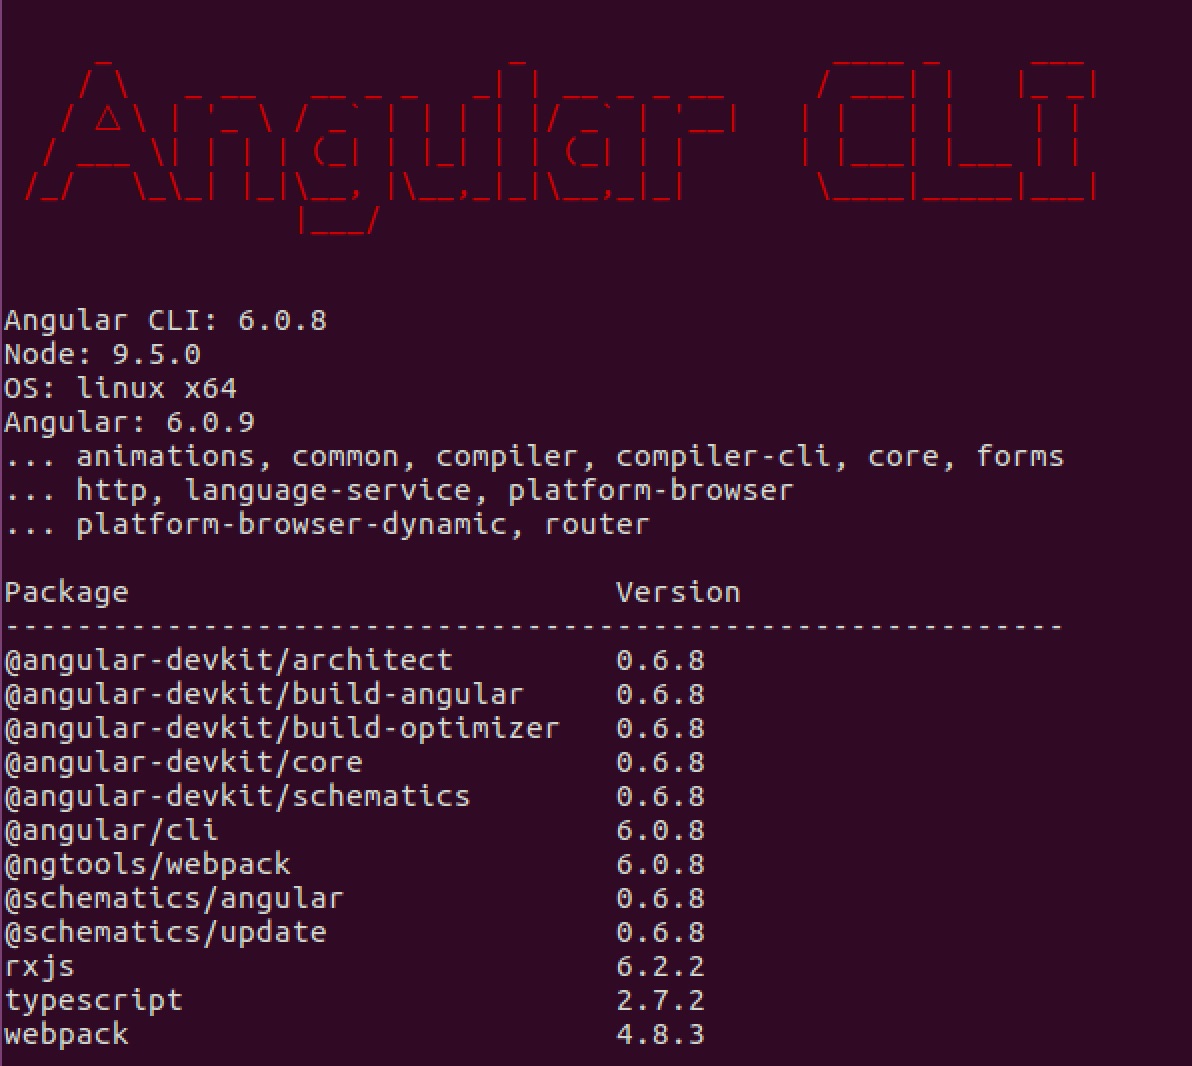 Angular CLI
Angular CLI: 6.0.8
Node: 9.5.0
OS: linux x64
Angular: 6.0.9
... animations, common, compiler, compiler-cli, core, forms
... http, language-service, platform-browser
... platform-browser-dynamic, router
Package Version
-----------------------------------------------------------
@angular-devkit/architect 0.6.8
@angular-devkit/build-angular 0.6.8
@angular-devkit/build-optimizer 0.6.8
@angular-devkit/core 0.6.8
@angular-devkit/schematics 0.6.8
@angular/cli 6.0.8
@ngtools/webpack 6.0.8
@schematics/angular 0.6.8
@schematics/update 0.6.8
rxjs 6.2.2
typescript 2.7.2
webpack 4.8.3